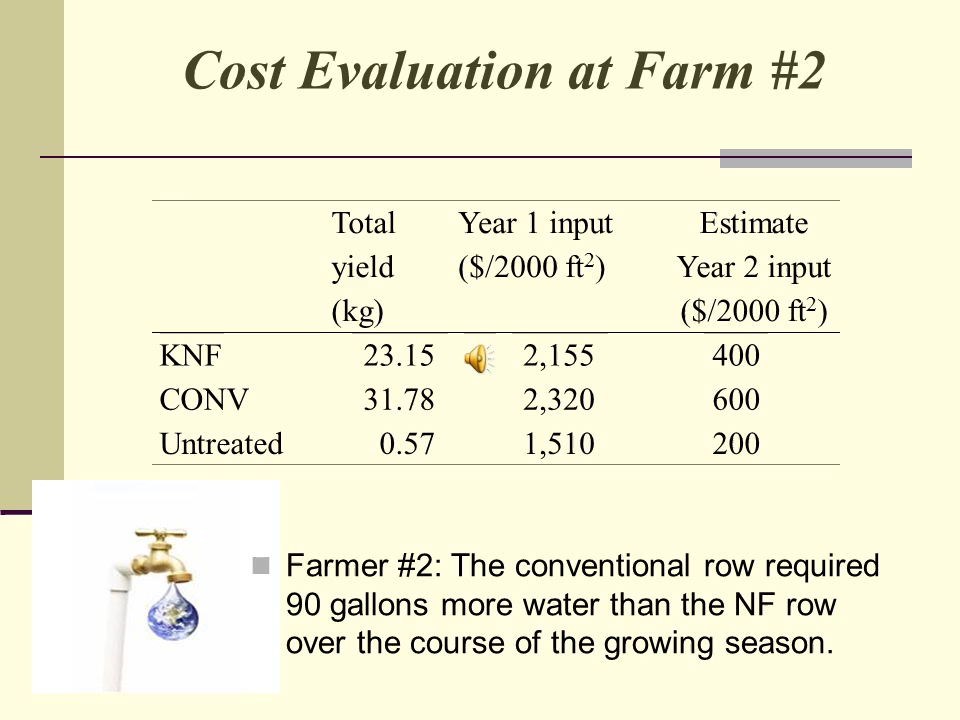 Cost Evaluation at Farm #2
Total yield (kg) Year 1 input ($/2000 ft²) Estimate Year 2 input ($/2000 ft²)
KNF 23.15 2,155 400
CONV 31.78 2,320 600
Untreated 0.57 1,510 200
Farmer #2: The conventional row required
90 gallons more water than the NF row
over the course of the growing season.